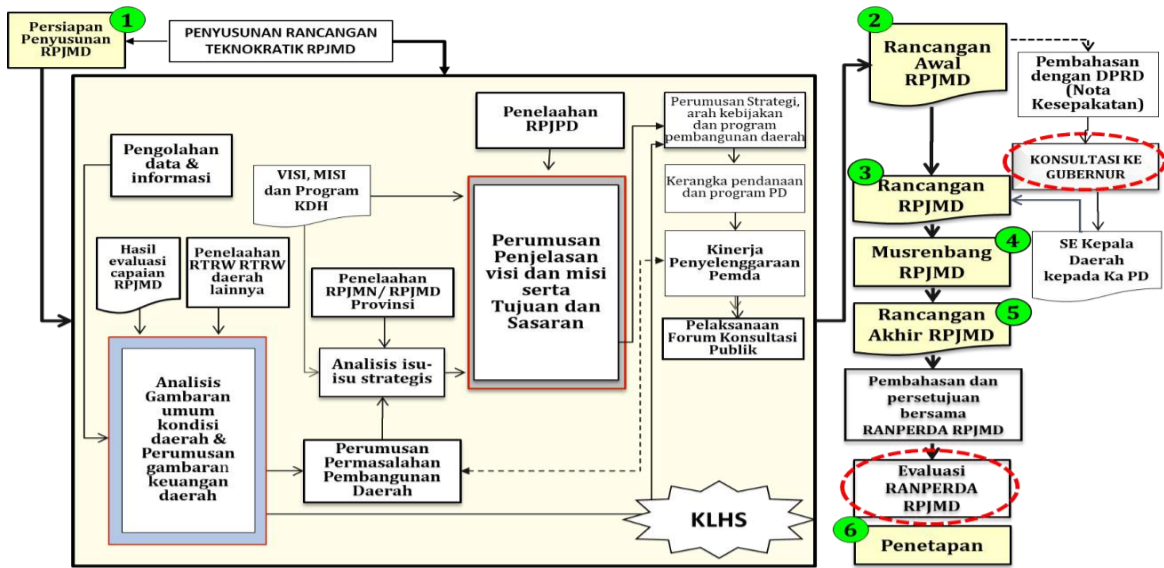 1
Persiapan
Penyusunan
RPJMD
PENYUSUNAN RANCANGAN
TEKNOKRATIK RPJMD
Pengolahan
data &
informasi
VISI, MISI
dan Program
KDH
Penelaahan
RPJPD
Perumusan Strategi,
arah kebijakan
dan program
pembangunan daerah
Kerangka pendanaan
dan program PD
Kinerja
Penyelenggaraan
Pemda
Pelaksanaan
Forum Konsultasi
Publik
Hasil
evaluasi
capaian
RPJMD
Penelaahan
RTRW RTRW
daerah
lainnya
Penelaahan
RPJMN/ RPJMD
Provinsi
Perumusan
Penjelasan
visi dan misi
serta
Tujuan dan
Sasaran
Analisis isu-
isu strategis
Analisis
Gambaran
umum
kondisi
daerah &
Perumusan
gambaran
keuangan
daerah
Perumusan
Permasalahan
Pembangunan
Daerah
KLHS
2
Rancangan
Awal
RPJMD
Pembahasan
dengan DPRD
(Nota
Kesepakatan)
KONSULTASI KE
GUBERNUR
SE Kepala
Daerah
kepada Ka PD
3
Rancangan
RPJMD
4
Musrenbang
RPJMD
5
Rancangan
Akhir RPJMD
Pembahasan dan
persetujuan
bersama
RANPERDA RPJMD
Evaluasi
RANPERDA
RPJMD
6
Penetapan